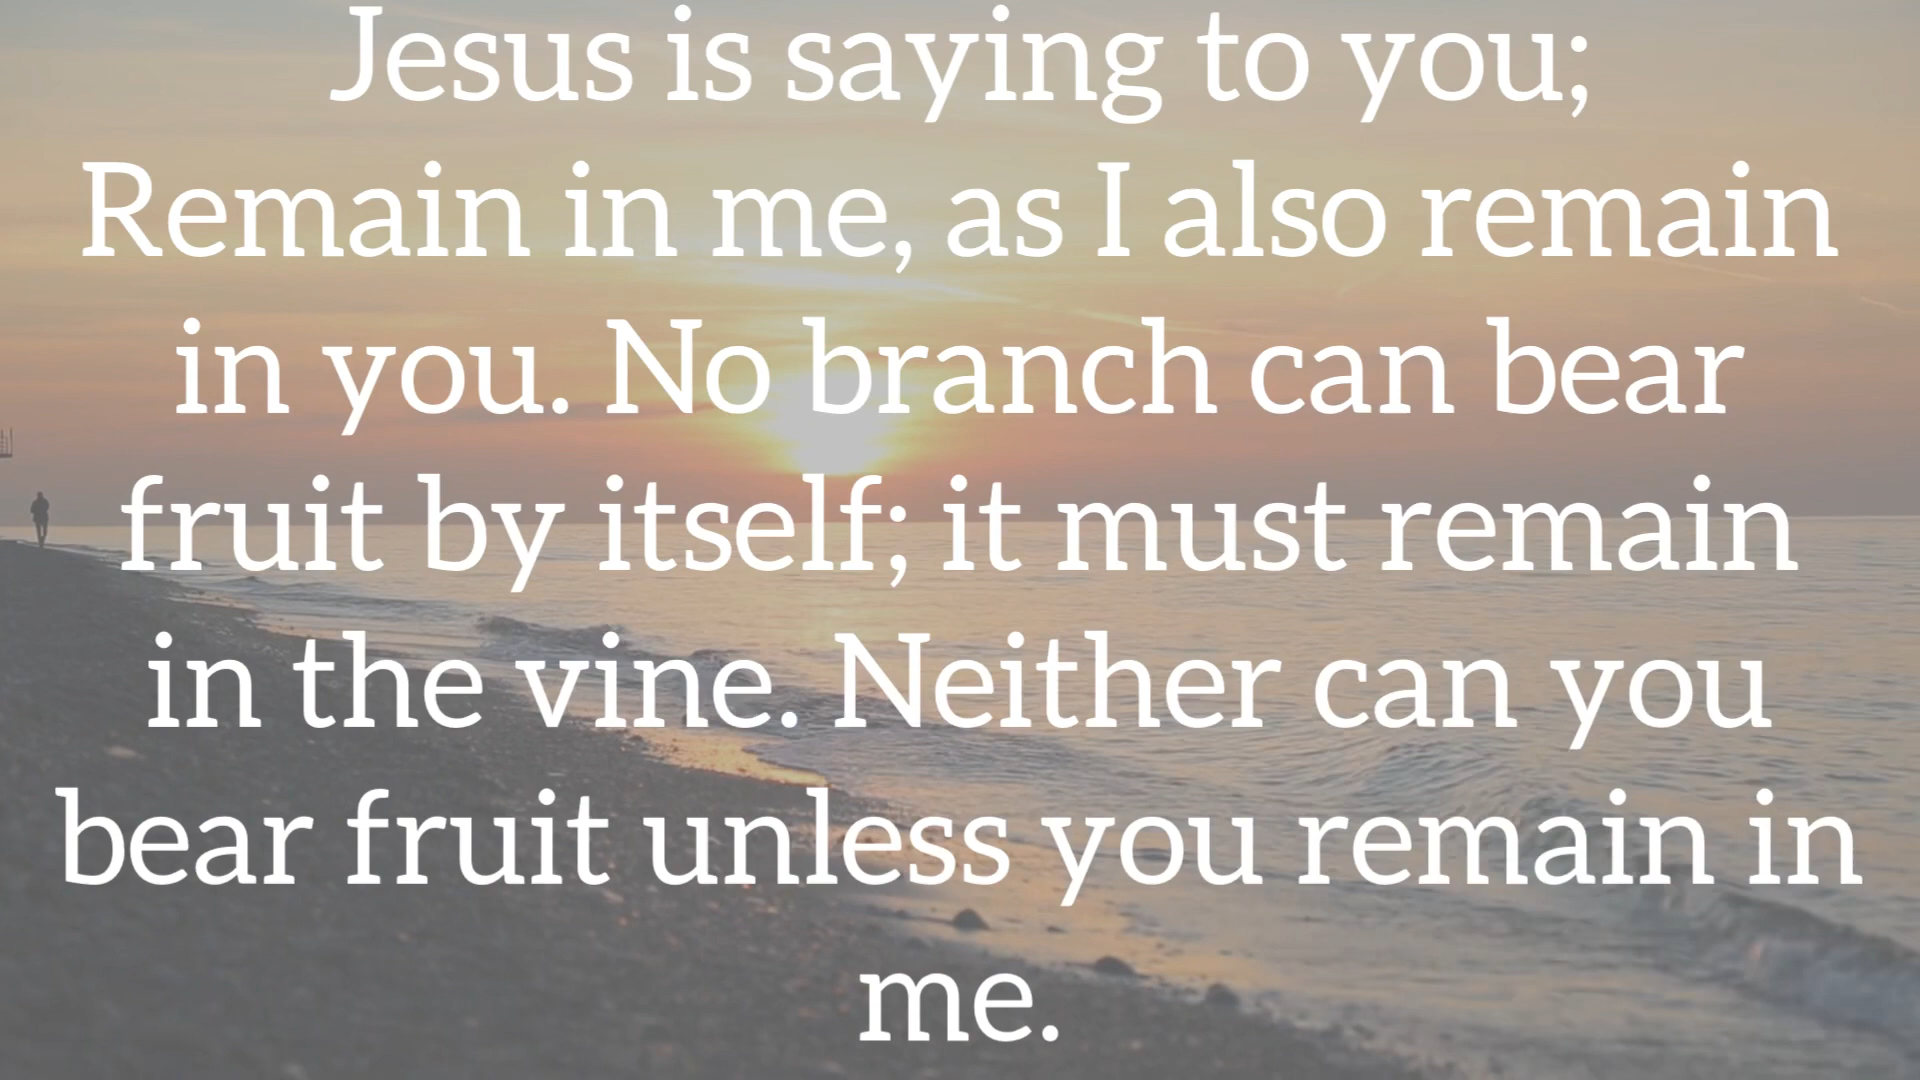 Jesus is saying to you;
Remain in me, as I also remain
in you. No branch can bear
fruit by itself; it must remain
in the vine. Neither can you
bear fruit unless you remain in
me.